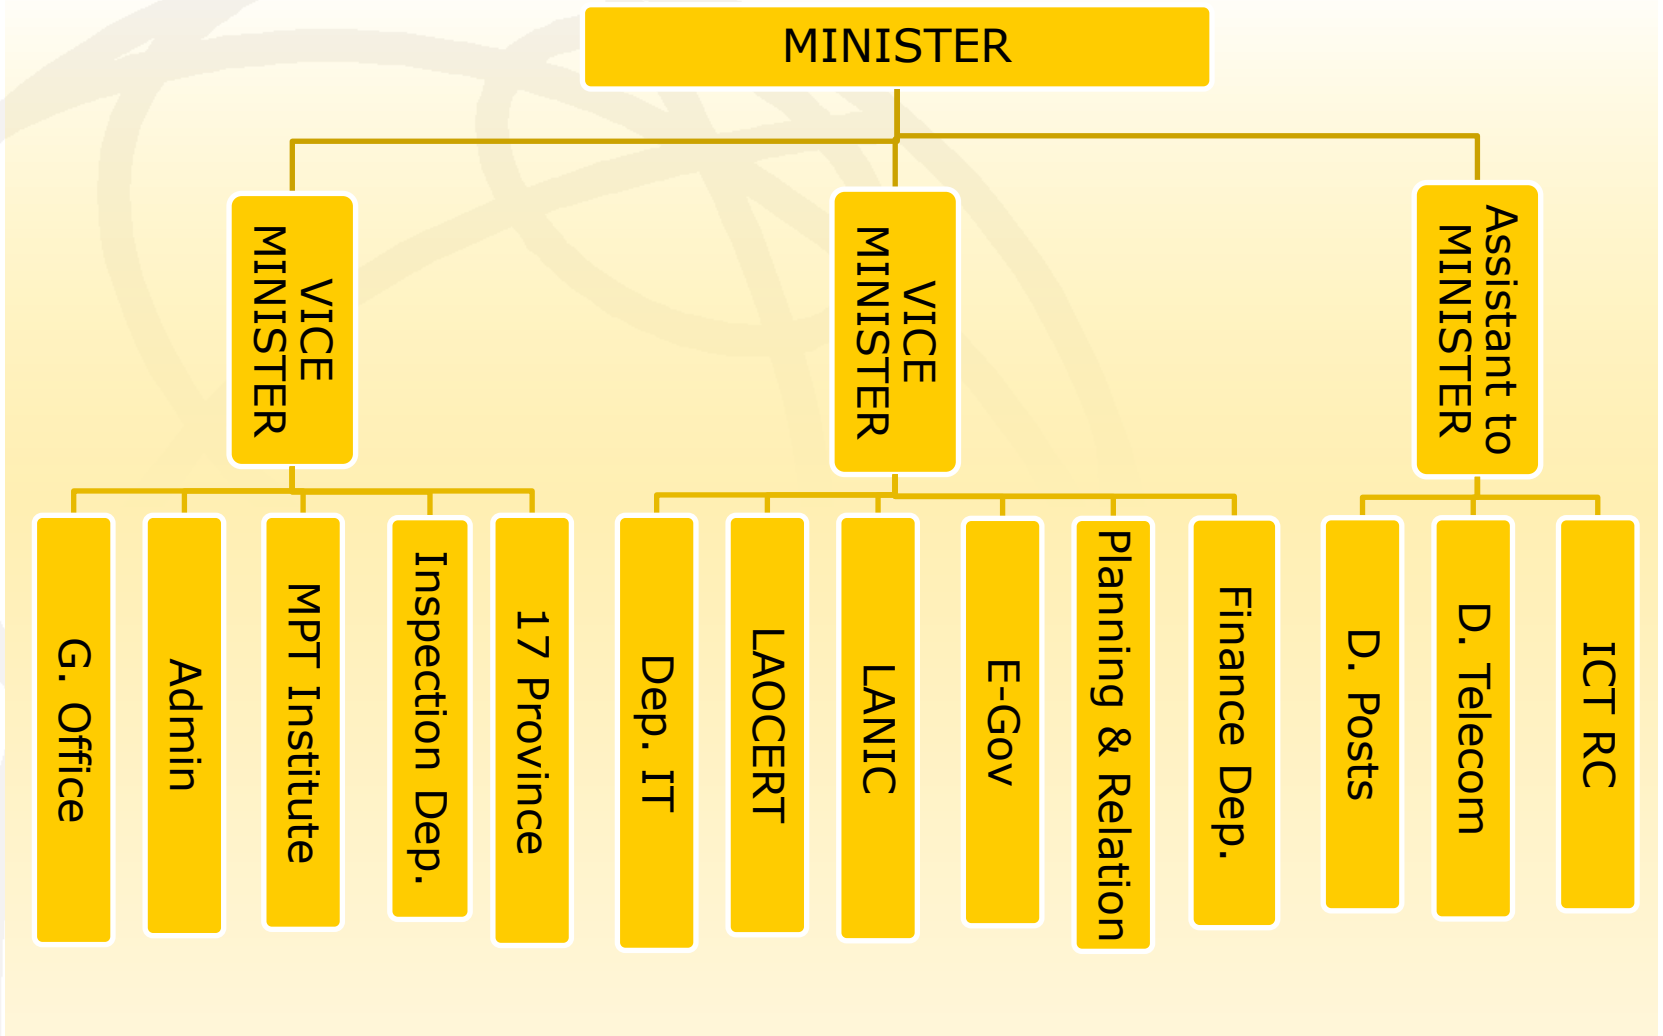 MINISTER
VICE
MINISTER
VICE
MINISTER
Assistant to
MINISTER
G. Office
Admin
MPT Institute
Inspection Dep.
17 Province
Dep. IT
LAOCERT
LANIC
E-Gov
Planning & Relation
Finance Dep.
D. Posts
D. Telecom
ICT RC